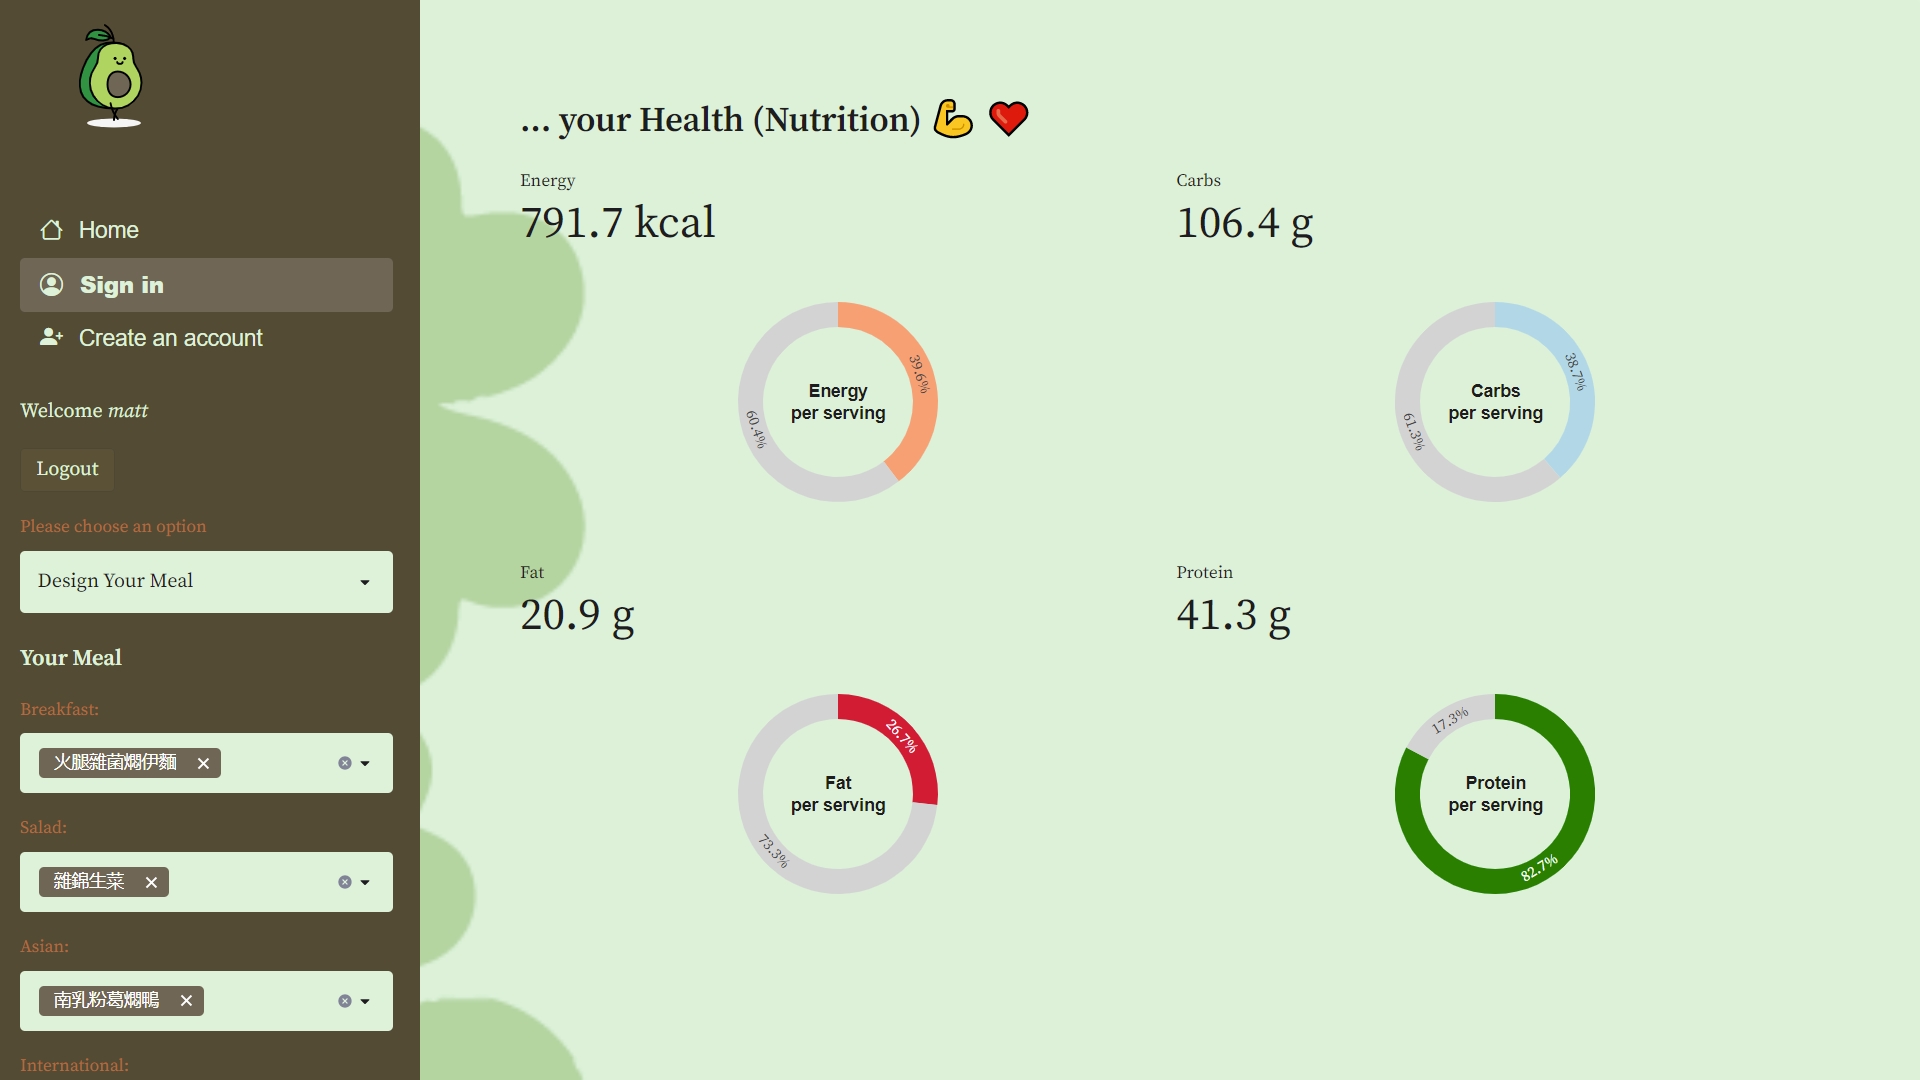 Home
Sign in
Create an account
Welcome matt
Logout
Please choose an option
Design Your Meal
Your Meal
Breakfast:
火腿雜菌燜伊麵
Salad:
雜錦生菜
Asian:
南乳粉葛燜鴨
International:
... your Health (Nutrition)
Energy
791.7 kcal
39.6%
60.4%
Energy
per serving
Carbs
106.4 g
38.7%
61.3%
Carbs
per serving
Fat
20.9 g
26.7%
73.3%
Fat
per serving
Protein
41.3 g
17.3%
82.7%
Protein
per serving